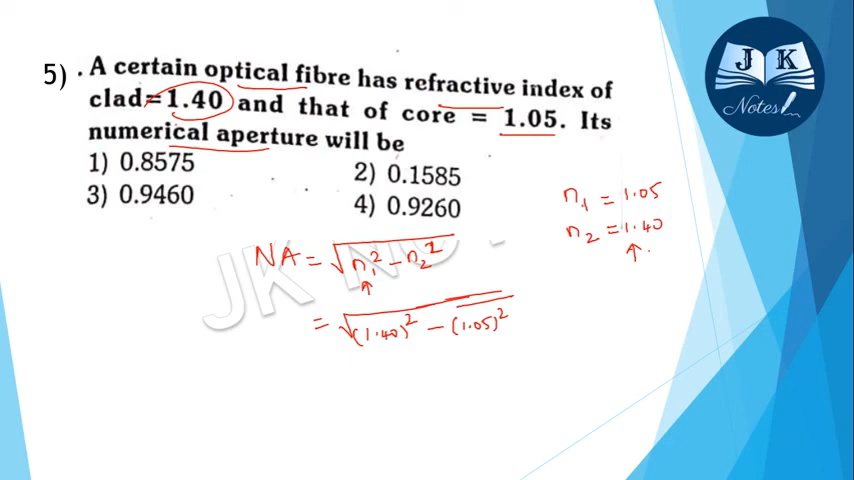 5) . A certain optical fibre has refractive index of
clad=1.40 and that of core = 1.05. Its
numerical aperture will be
1) 0.8575
2) 0.1585
3) 0.9460
4) 0.9260
n1 = 1.05
n2 = 1.40
NA = √n1² - n2²
= √(1.40)² - (1.05)²
JK
Notes